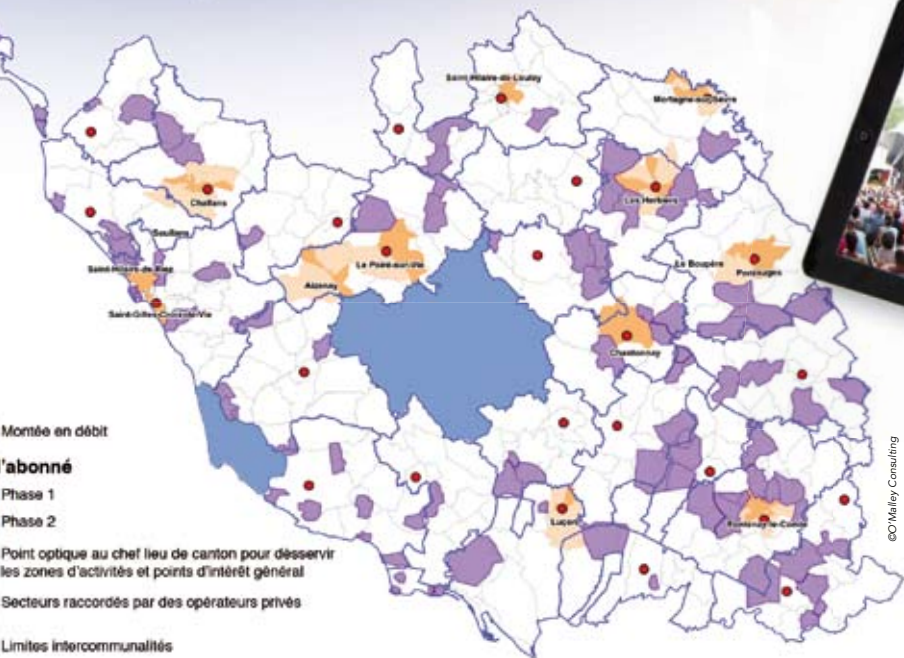 Saint-Hilaire-de-Loulay
Mortagne-sur-Sèvre
Challans
Les Herbiers
Soullans
Le Poiré-sur-Vie
Le Boupère
Pouzauges
Saint-Hilaire-de-Riez
Aizenay
Saint-Gilles-Croix-de-Vie
Chantonnay
Luçon
Fontenay-le-Comte
Montée en débit
l'abonné
Phase 1
Phase 2
Point optique au chef lieu de canton pour désservir
les zones d'activités et points d'intérêt général
Secteurs raccordés par des opérateurs privés
Limites intercommunalités
©O'Malley Consulting